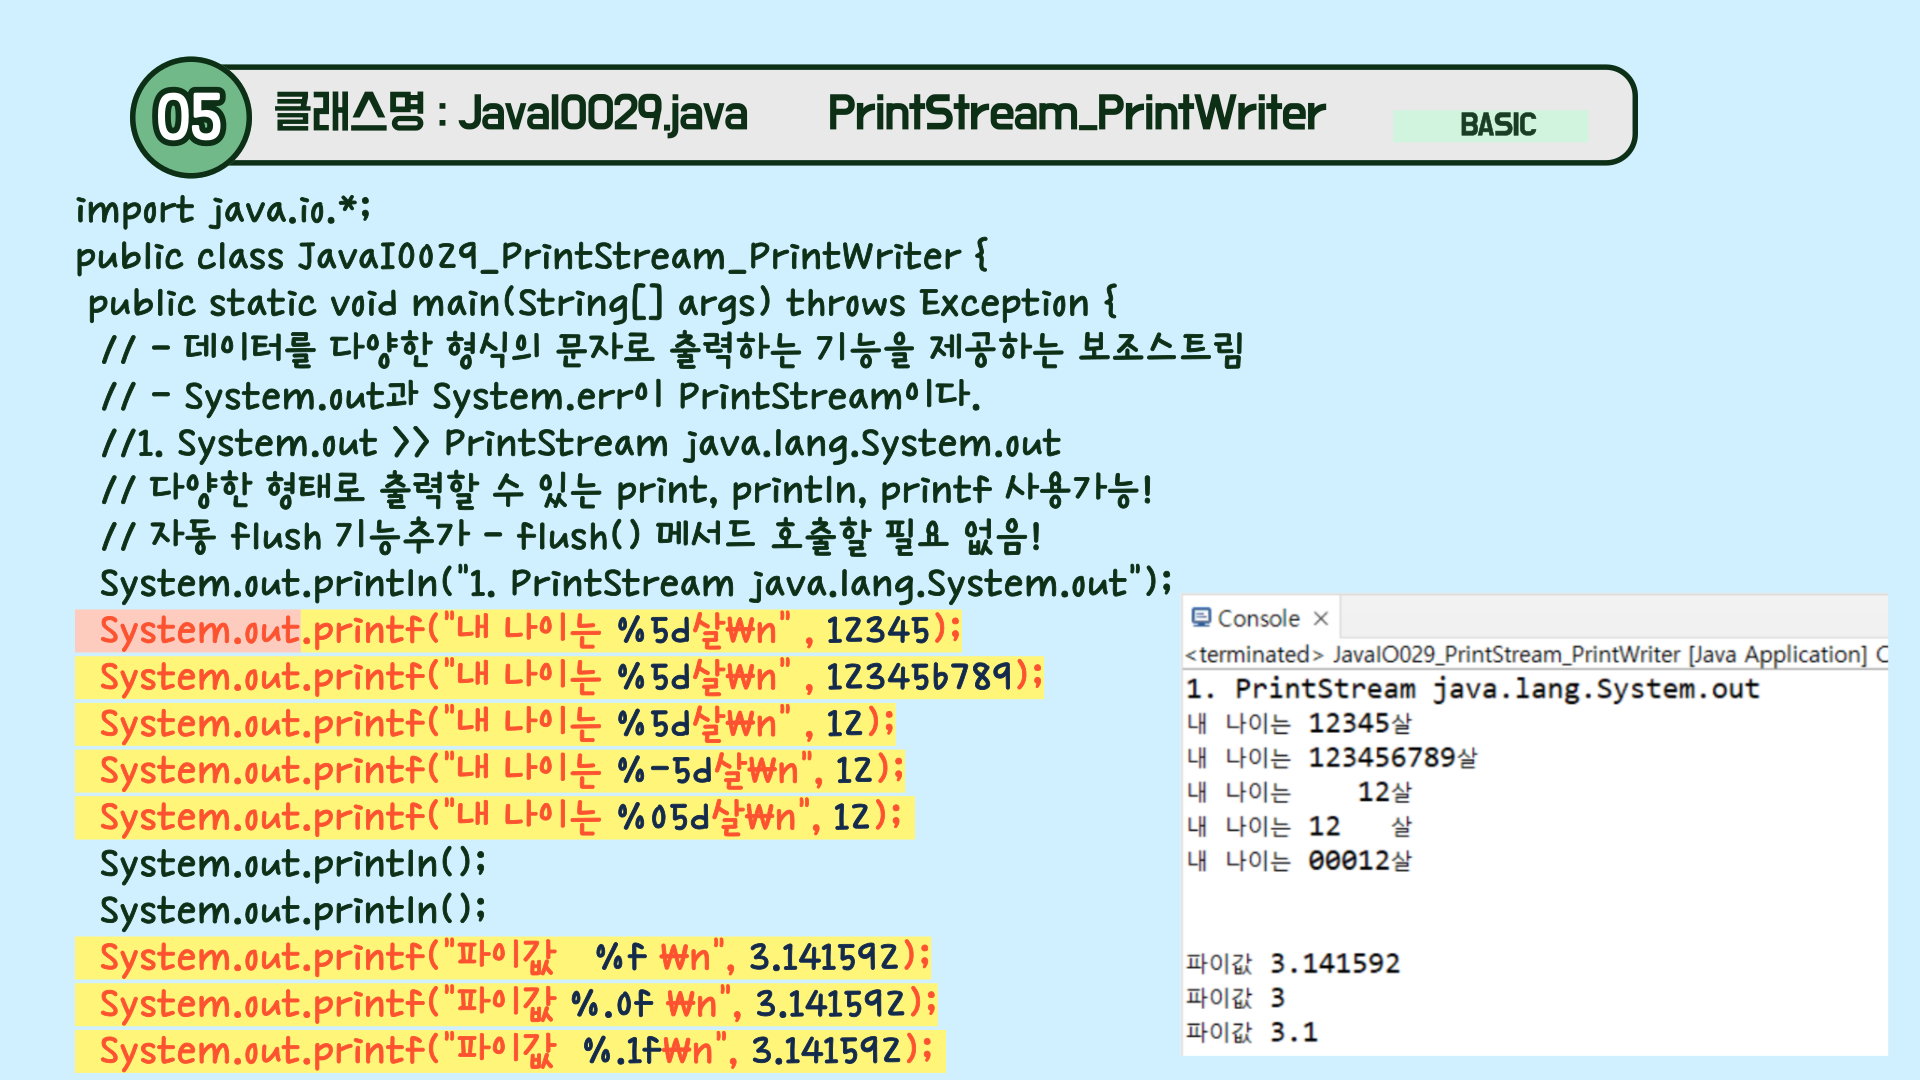 05
클래스명 : JavaIO029.java PrintStream_PrintWriter BASIC
import java.io.*;
public class JavaIO029_PrintStream_PrintWriter {
public static void main(String[] args) throws Exception {
// - 데이터를 다양한 형식의 문자로 출력하는 기능을 제공하는 보조스트림
// - System.out과 System.err이 PrintStream이다.
//1. System.out >> PrintStream java.lang.System.out
// 다양한 형태로 출력할 수 있는 print, println, printf 사용가능!
// 자동 flush 기능추가 - flush() 메서드 호출할 필요 없음!
System.out.println("1. PrintStream java.lang.System.out");
System.out.printf("내 나이는 %5d살₩n" , 12345);
System.out.printf("내 나이는 %5d살₩n" , 123456789);
System.out.printf("내 나이는 %5d살₩n" , 12);
System.out.printf("내 나이는 %-5d살₩n", 12);
System.out.printf("내 나이는 %05d살₩n", 12);
System.out.println();
System.out.println();
System.out.printf("파이값 %f ₩n", 3.141592);
System.out.printf("파이값 %.0f ₩n", 3.141592);
System.out.printf("파이값 %.1f₩n", 3.141592);
Console ×
<terminated> JavaIO029_PrintStream_PrintWriter [Java Application] C
1. PrintStream java.lang.System.out
내 나이는 12345살
내 나이는 123456789살
내 나이는    12살
내 나이는 12   살
내 나이는 00012살
파이값 3.141592
파이값 3
파이값 3.1